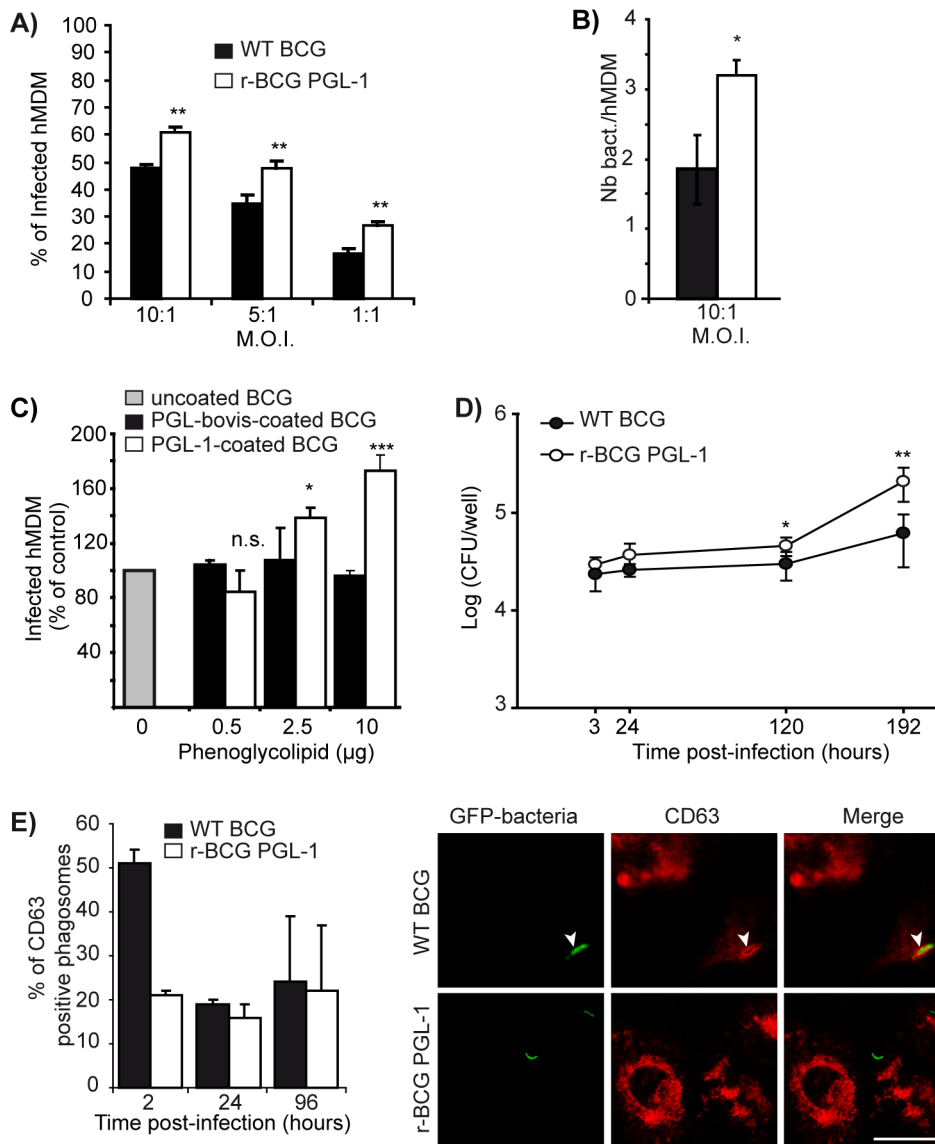 A)
WT BCG
r-BCG PGL-1
% of Infected hMDM
100
90
80
70
60
50
40
30
20
10
0
**
**
**
10:1
5:1
1:1
M.O.I.
B)
Nb bact./hMDM
4
3
2
1
0
*
10:1
M.O.I.
C)
uncoated BCG
PGL-bovis-coated BCG
PGL-1-coated BCG
Infected hMDM
(% of control)
200
160
120
80
40
n.s.
*
***
0
0.5
2.5
10
Phenoglycolipid (µg)
D)
WT BCG
r-BCG PGL-1
Log (CFU/well)
6
5
4
3
*
**
3
24
120
192
Time post-infection (hours)
E)
WT BCG
r-BCG PGL-1
% of CD63
positive phagosomes
60
50
40
30
20
10
0
2
24
96
Time post-infection (hours)
GFP-bacteria
CD63
Merge
WT BCG
r-BCG PGL-1